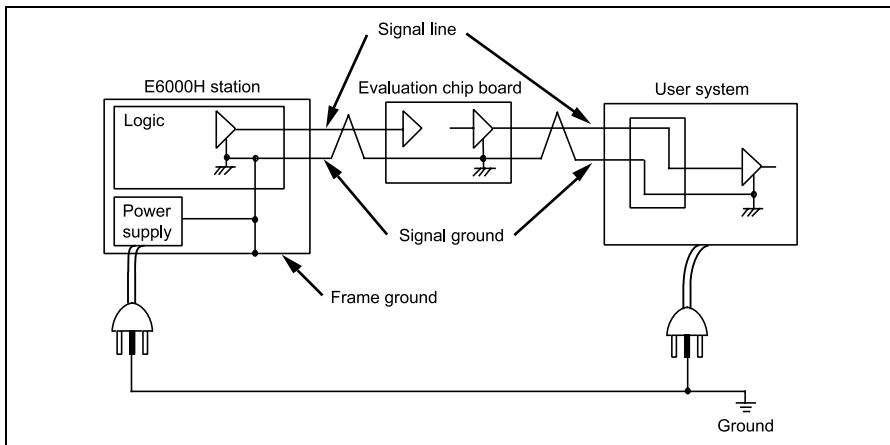 Signal line
E6000H station
Evaluation chip board
User system
Logic
Power
supply
Signal ground
Frame ground
Ground